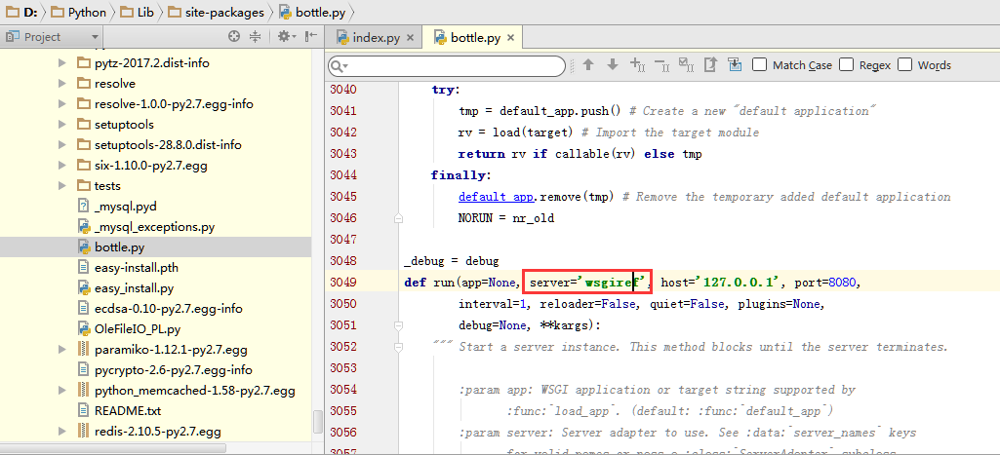 D: Python Lib site-packages bottle.py
Project
index.py bottle.py
Match Case Regex Words
pytz-2017.2.dist-info
resolve
resolve-1.0.0-py2.7.egg-info
setuptools
setuptools-28.8.0.dist-info
six-1.10.0-py2.7.egg
tests
_mysql.pyd
_mysql_exceptions.py
bottle.py
easy-install.pth
easy_install.py
ecdsa-0.10-py2.7.egg-info
OleFileIO_PL.py
paramiko-1.12.1-py2.7.egg
pycrypto-2.6-py2.7.egg-info
python_memcached-1.58-py2.7.egg
README.txt
redis-2.10.5-py2.7.egg
3040 try:
3041 tmp = default_app.push() # Create a new "default application"
3042 rv = load(target) # Import the target module
3043 return rv if callable(rv) else tmp
3044 finally:
3045 default_app.remove(tmp) # Remove the temporary added default application
3046 NORUN = nr_old
3047
3048 _debug = debug
3049 def run(app=None, server='wsgiref', host='127.0.0.1', port=8080,
3050 interval=1, reloader=False, quiet=False, plugins=None,
3051 debug=None, **kargs):
3052 """ Start a server instance. This method blocks until the server terminates.
3053
3054 :param app: WSGI application or target string supported by
3055 :func:`load_app`. (default: :func:`default_app`)
3056 :param server: Server adapter to use. See :data:`server_names` keys
3057 for valid names or pass a :class:`ServerAdapter` subclass.